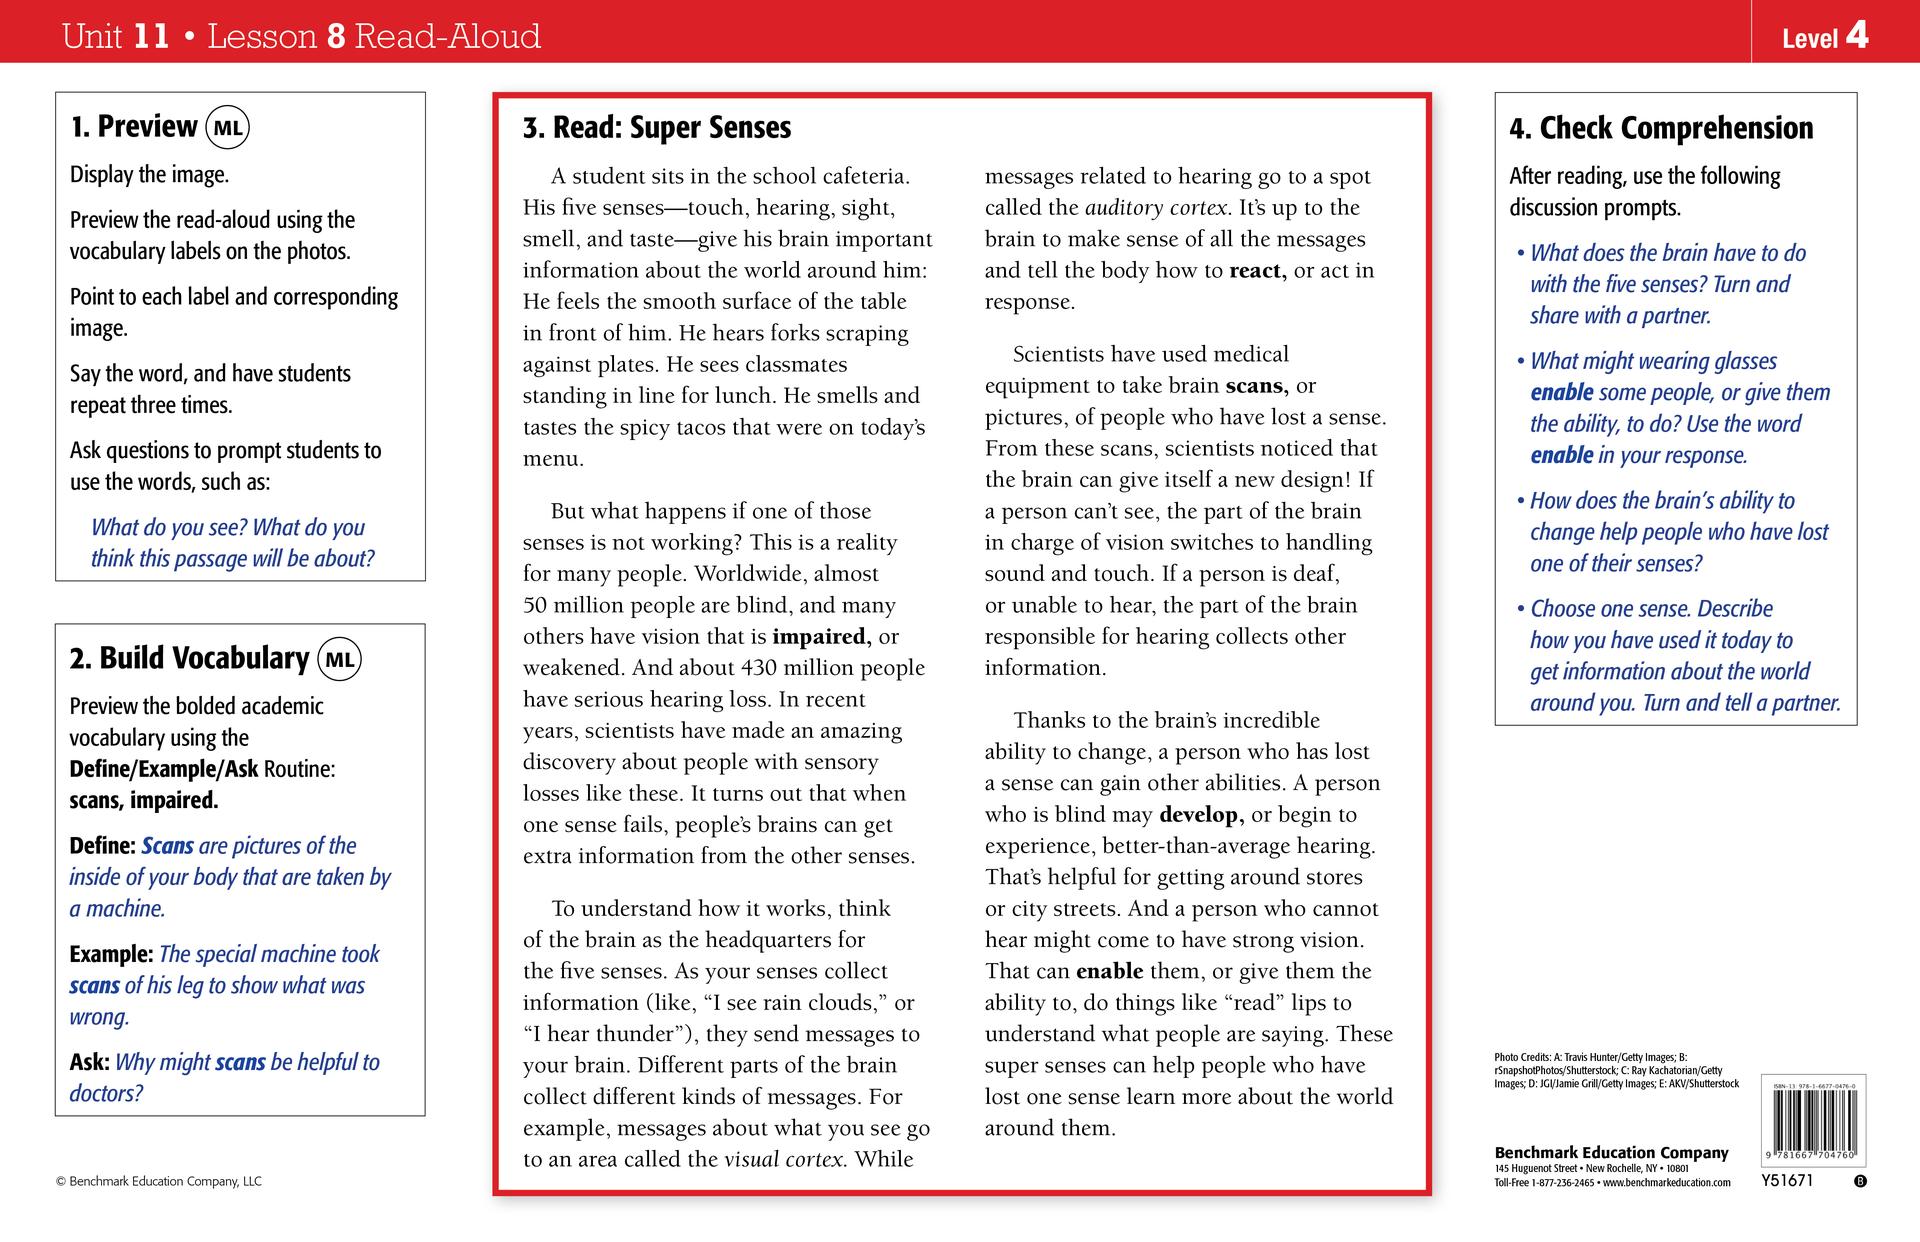 Unit 11 • Lesson 8 Read-Aloud
Level 4
1. Preview ML
Display the image.
Preview the read-aloud using the
vocabulary labels on the photos.
Point to each label and corresponding
image.
Say the word, and have students
repeat three times.
Ask questions to prompt students to
use the words, such as:
What do you see? What do you
think this passage will be about?
2. Build Vocabulary ML
Preview the bolded academic
vocabulary using the
Define/Example/Ask Routine:
scans, impaired.
Define: Scans are pictures of the
inside of your body that are taken by
a machine.
Example: The special machine took
scans of his leg to show what was
wrong.
Ask: Why might scans be helpful to
doctors?
© Benchmark Education Company, LLC
3. Read: Super Senses
A student sits in the school cafeteria.
His five senses—touch, hearing, sight,
smell, and taste—give his brain important
information about the world around him:
He feels the smooth surface of the table
in front of him. He hears forks scraping
against plates. He sees classmates
standing in line for lunch. He smells and
tastes the spicy tacos that were on today's
menu.
But what happens if one of those
senses is not working? This is a reality
for many people. Worldwide, almost
50 million people are blind, and many
others have vision that is impaired, or
weakened. And about 430 million people
have serious hearing loss. In recent
years, scientists have made an amazing
discovery about people with sensory
losses like these. It turns out that when
one sense fails, people's brains can get
extra information from the other senses.
To understand how it works, think
of the brain as the headquarters for
the five senses. As your senses collect
information (like, "I see rain clouds," or
"I hear thunder"), they send messages to
your brain. Different parts of the brain
collect different kinds of messages. For
example, messages about what you see go
to an area called the visual cortex. While
messages related to hearing go to a spot
called the auditory cortex. It's up to the
brain to make sense of all the messages
and tell the body how to react, or act in
response.
Scientists have used medical
equipment to take brain scans, or
pictures, of people who have lost a sense.
From these scans, scientists noticed that
the brain can give itself a new design! If
a person can't see, the part of the brain
in charge of vision switches to handling
sound and touch. If a person is deaf,
or unable to hear, the part of the brain
responsible for hearing collects other
information.
Thanks to the brain's incredible
ability to change, a person who has lost
a sense can gain other abilities. A person
who is blind may develop, or begin to
experience, better-than-average hearing.
That's helpful for getting around stores
or city streets. And a person who cannot
hear might come to have strong vision.
That can enable them, or give them the
ability to, do things like "read" lips to
understand what people are saying. These
super senses can help people who have
lost one sense learn more about the world
around them.
4. Check Comprehension
After reading, use the following
discussion prompts.
• What does the brain have to do
with the five senses? Turn and
share with a partner.
• What might wearing glasses
enable some people, or give them
the ability, to do? Use the word
enable in your response.
• How does the brain's ability to
change help people who have lost
one of their senses?
• Choose one sense. Describe
how you have used it today to
get information about the world
around you. Turn and tell a partner.
Photo Credits: A: Travis Hunter/Getty Images; B:
rSnapshotPhotos/Shutterstock; C: Ray Kachatorian/Getty
Images; D: JGI/Jamie Grill/Getty Images; E: AKV/Shutterstock
Benchmark Education Company
145 Huguenot Street • New Rochelle, NY • 10801
Toll-Free 1-877-236-2465 • www.benchmarkeducation.com
ISBN-13: 978-1-6677-0476-0
9 781667 704760
Y51671
B